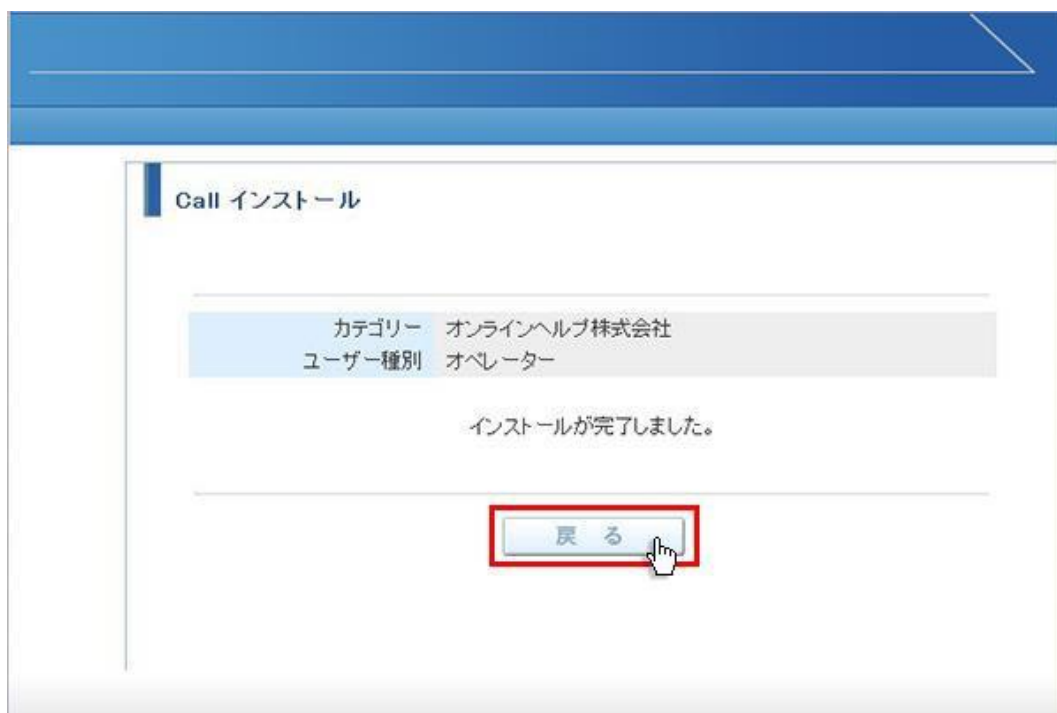 Call インストール
カテゴリー オンラインヘルプ株式会社
ユーザー種別 オペレーター
インストールが完了しました。
戻 る